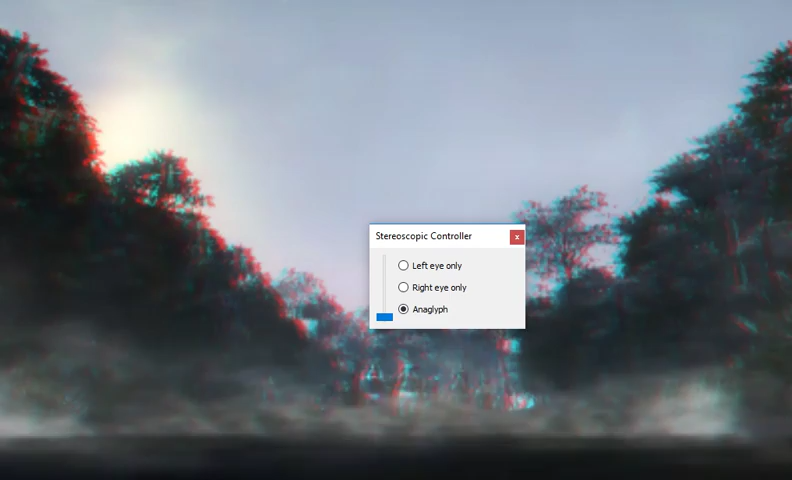 Stereoscopic Controller
x
Left eye only
Right eye only
Anaglyph